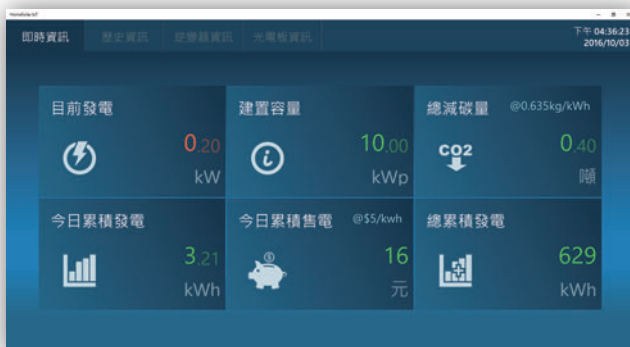 即時資訊 歷史資訊 逆變器資訊 光電板資訊
下午 04:36:23
2016/10/03
目前發電
0.20
kW
建置容量
10.00
kWp
總減碳量 @0.635kg/kWh
CO2
0.40
噸
今日累積發電
3.21
kWh
今日累積售電 @$5/kwh
$
16
元
總累積發電
629
kWh